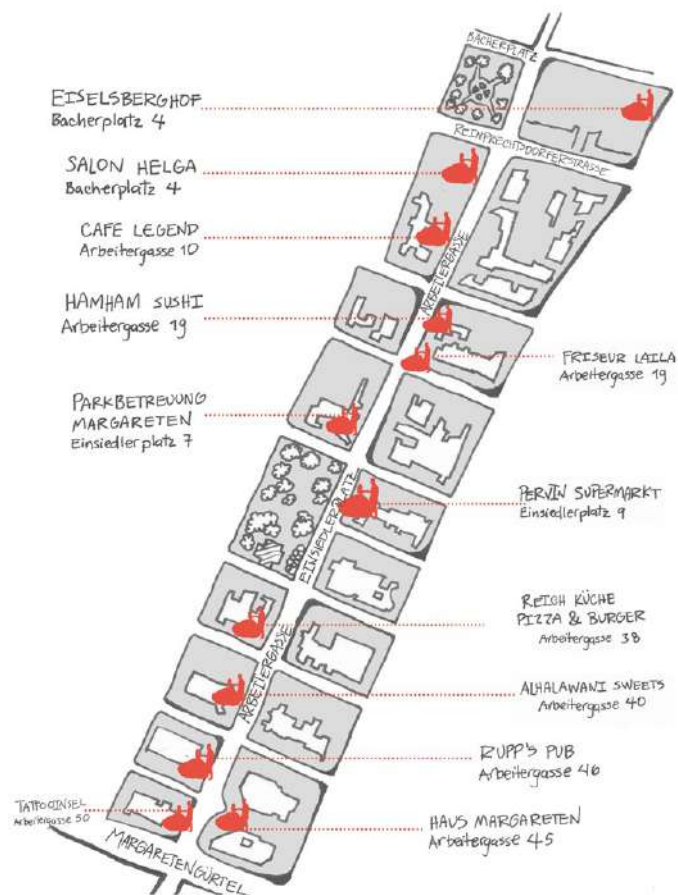 BACHERPLATZ
EISELSBERGHOF
Bacherplatz 4
REINPRECHTSDORFERSTRASSE
SALON HELGA
Bacherplatz 4
CAFE LEGEND
Arbeitergasse 10
ARBEITERGASSE
HAMHAM SUSHI
Arbeitergasse 19
FRISEUR LAILA
Arbeitergasse 19
PARKBETREUUNG
MARGARETEN
Einsiedlerplatz 7
EINSIEDLERPLATZ
PERVIN SUPERMARKT
Einsiedlerplatz 9
REICH KÜCHE
PIZZA & BURGER
Arbeitergasse 38
ARBEITERGASSE
ALHALAWANI SWEETS
Arbeitergasse 40
RUPP'S PUB
Arbeitergasse 46
TATTOOINSEL
Arbeitergasse 50
HAUS MARGARETEN
Arbeitergasse 45
MARGARETENGÜRTEL